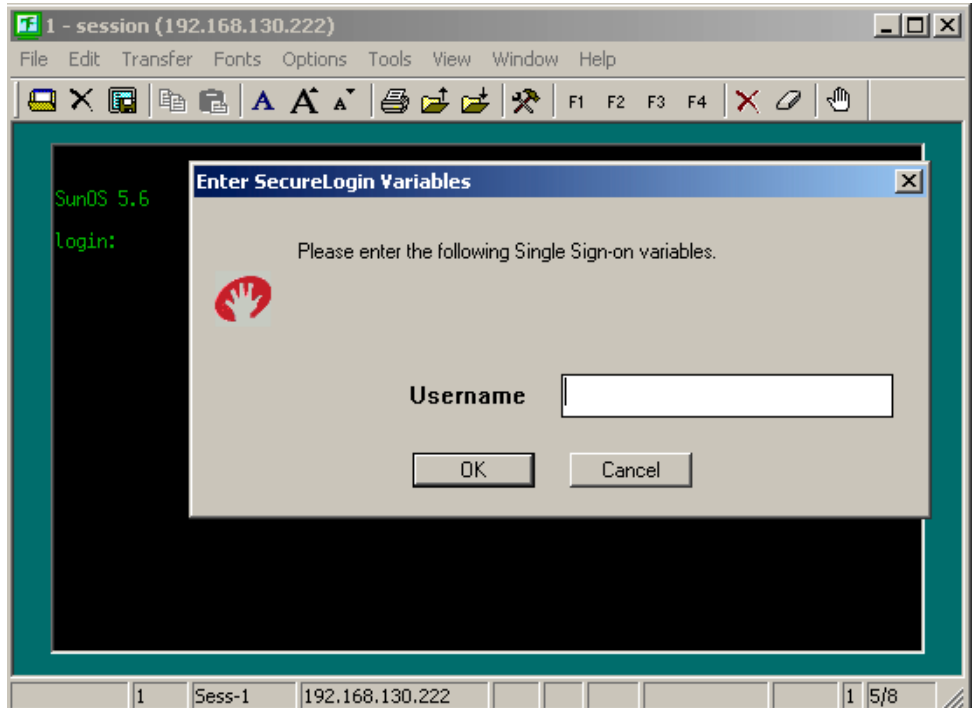 1 - session (192.168.130.222)
File Edit Transfer Fonts Options Tools View Window Help
A A A F1 F2 F3 F4
Enter SecureLogin Variables
SunOS 5.6
login:
Please enter the following Single Sign-on variables.
Username
OK Cancel
1 Sess-1 192.168.130.222 1 5/8